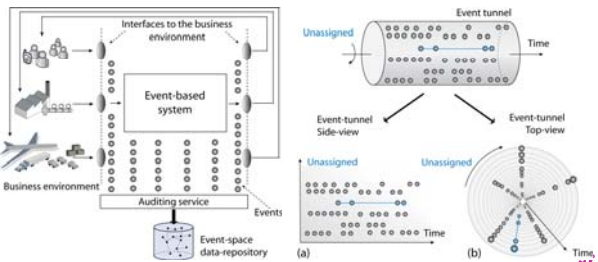 Interfaces to the business
environment
Event-based
system
Business environment
Auditing service
Events
Event-space
data-repository
Event tunnel
Unassigned
Time
Event-tunnel
Side-view
Event-tunnel
Top-view
Unassigned
Time
(a)
Unassigned
Time
(b)